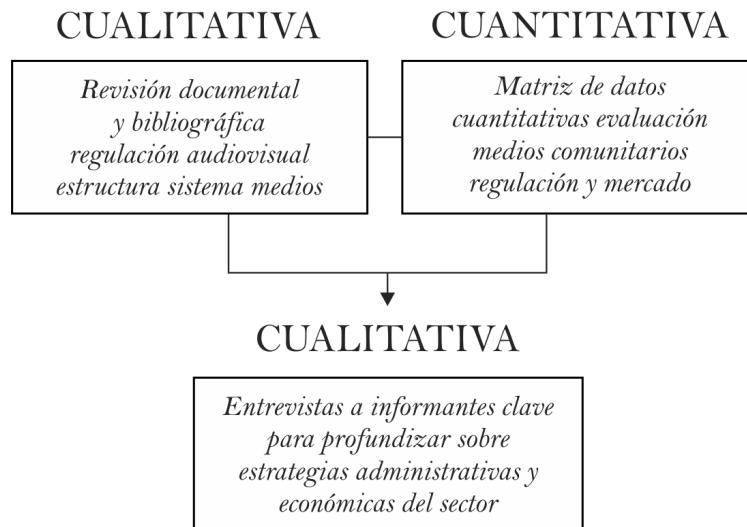 CUALITATIVA
Revisión documental
y bibliográfica
regulación audiovisual
estructura sistema medios
CUANTITATIVA
Matriz de datos
cuantitativas evaluación
medios comunitarios
regulación y mercado
CUALITATIVA
Entrevistas a informantes clave
para profundizar sobre
estrategias administrativas y
económicas del sector